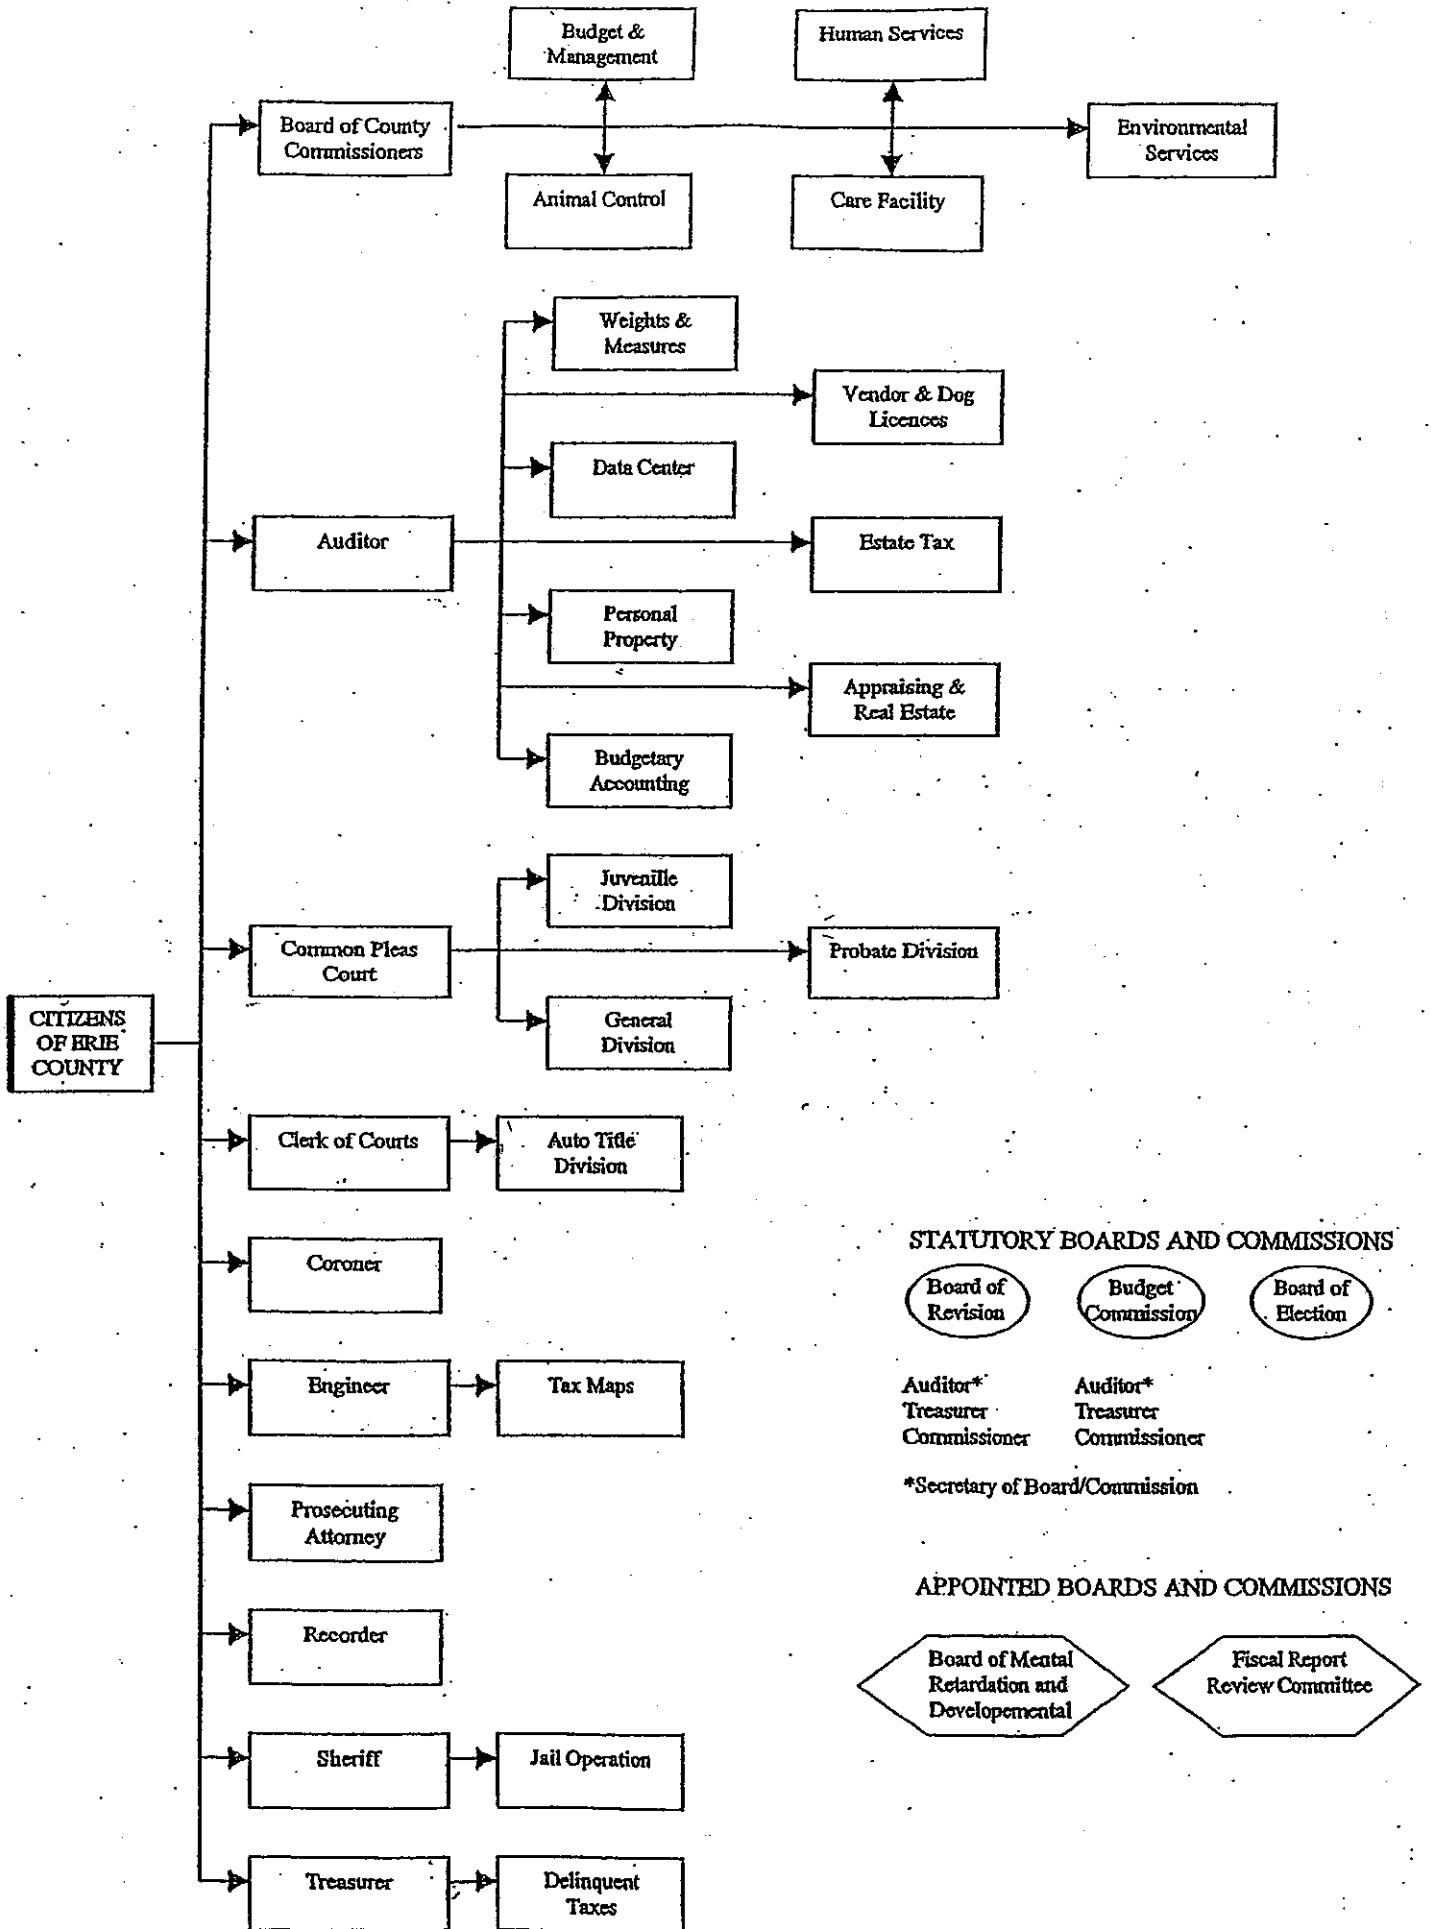 Budget &
Management
Human Services
Board of County
Commissioners
Environmental
Services
Animal Control
Care Facility
Weights &
Measures
Vendor & Dog
Licences
Data Center
Auditor
Estate Tax
Personal
Property
Appraising &
Real Estate
Budgetary
Accounting
Juvenille
Division
Common Pleas
Court
Probate Division
General
Division
CITIZENS
OF ERIE
COUNTY
Clerk of Courts
Auto Title
Division
Coroner
Engineer
Tax Maps
Prosecuting
Attorney
Recorder
Sheriff
Jail Operation
Treasurer
Delinquent
Taxes
STATUTORY BOARDS AND COMMISSIONS
Board of
Revision
Budget
Commission
Board of
Election
Auditor*
Treasurer
Commissioner
Auditor*
Treasurer
Commissioner
*Secretary of Board/Commission
APPOINTED BOARDS AND COMMISSIONS
Board of Mental
Retardation and
Developemental
Fiscal Report
Review Committee